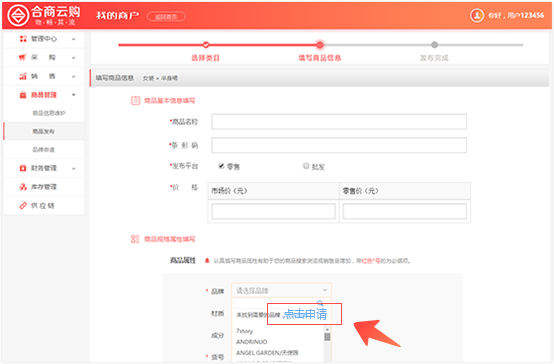 合商云购
物·畅·其·流
我的商户
返回首页
你好，用户123456
管理中心
采 购
销 售
商品管理
商品信息维护
商品发布
品牌申请
财务管理
库存管理
供 应 链
选择类目
填写商品信息
发布完成
填写商品信息 女装 > 半身裙
商品基本信息填写
*商品名称
*条 形 码
*发布平台 零售 批发
*价 格 市场价（元） 零售价（元）
商品规格属性填写
商品属性 认真填写商品属性有助于您的商品搜索浏览或销量是增加，带红色*号的为必填项。
* 品牌 请选择品牌
材质 未找到需要的品牌，点击申请
成分 7story
ANDRINUO
* 货号 ANGEL GARDEN/天使园